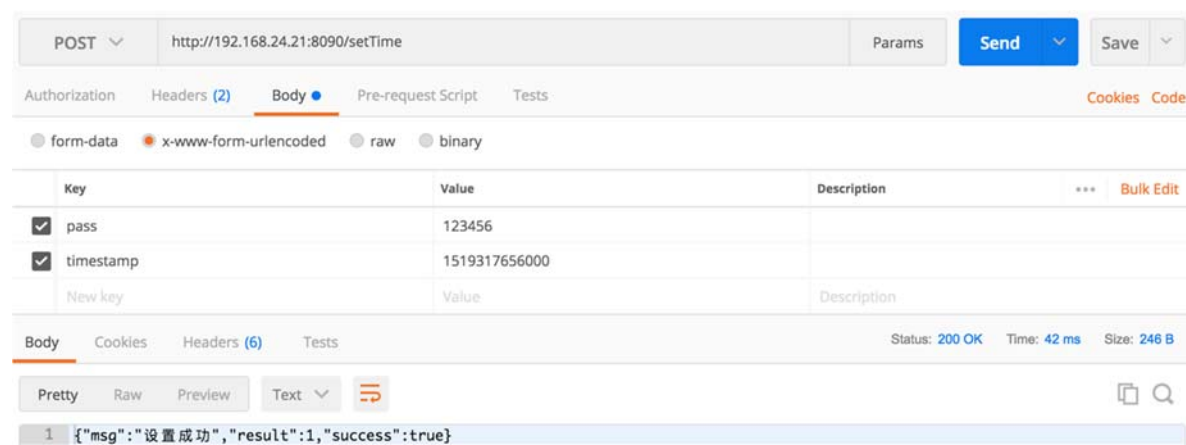 POST http://192.168.24.21:8090/setTime Params Send Save
Authorization Headers (2) Body Pre-request Script Tests Cookies Code
form-data x-www-form-urlencoded raw binary
Key Value Description ••• Bulk Edit
pass 123456
timestamp 1519317656000
New key Value Description
Body Cookies Headers (6) Tests Status: 200 OK Time: 42 ms Size: 246 B
Pretty Raw Preview Text
1 {"msg":"设置成功","result":1,"success":true}